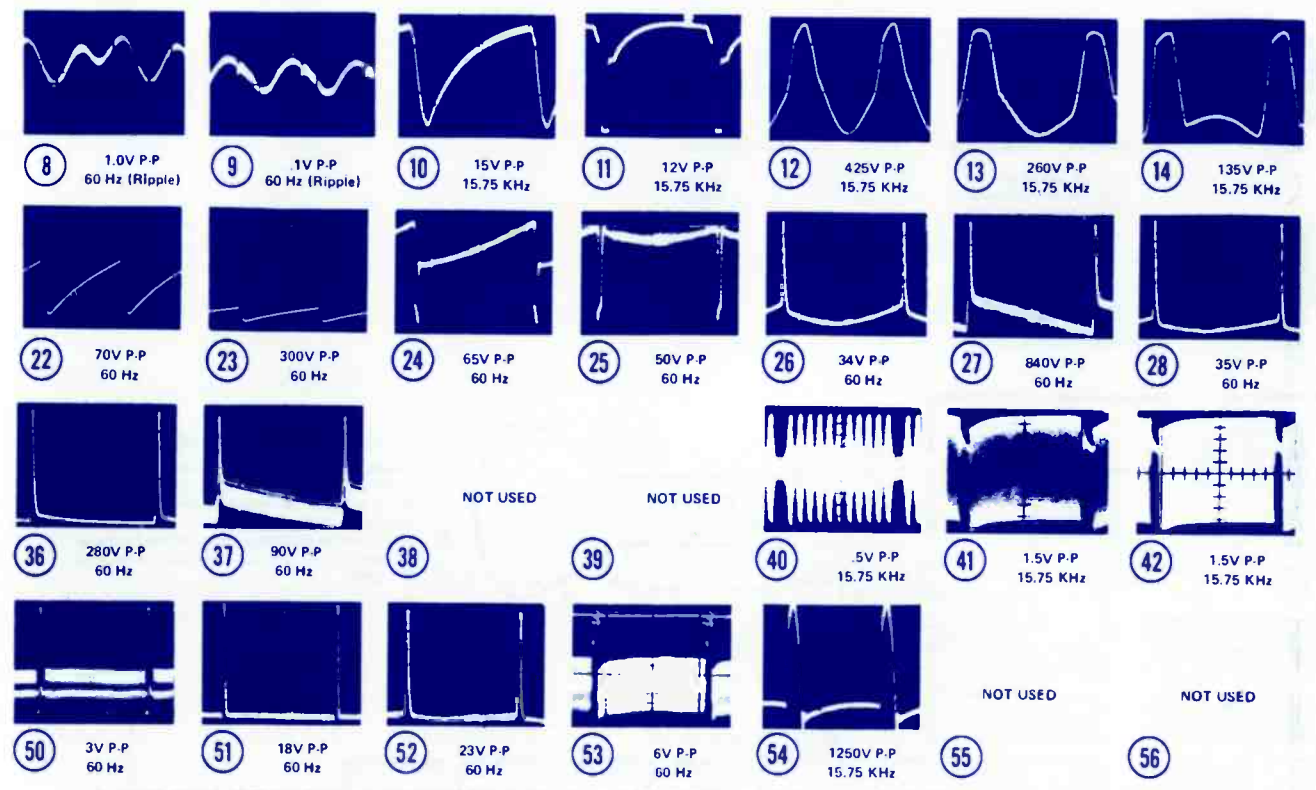 8 1.0V P-P
60 Hz (Ripple)
9 .1V P-P
60 Hz (Ripple)
10 15V P-P
15.75 KHz
11 12V P-P
15.75 KHz
12 425V P-P
15.75 KHz
13 260V P-P
15.75 KHz
14 135V P-P
15.75 KHz
22 70V P-P
60 Hz
23 300V P-P
60 Hz
24 65V P-P
60 Hz
25 50V P-P
60 Hz
26 34V P-P
60 Hz
27 840V P-P
60 Hz
28 35V P-P
60 Hz
36 280V P-P
60 Hz
37 90V P-P
60 Hz
NOT USED
38
NOT USED
39
40 .5V P-P
15.75 KHz
41 1.5V P-P
15.75 KHz
42 1.5V P-P
15.75 KHz
50 3V P-P
60 Hz
51 18V P-P
60 Hz
52 23V P-P
60 Hz
53 6V P-P
60 Hz
54 1250V P-P
15.75 KHz
NOT USED
55
NOT USED
56